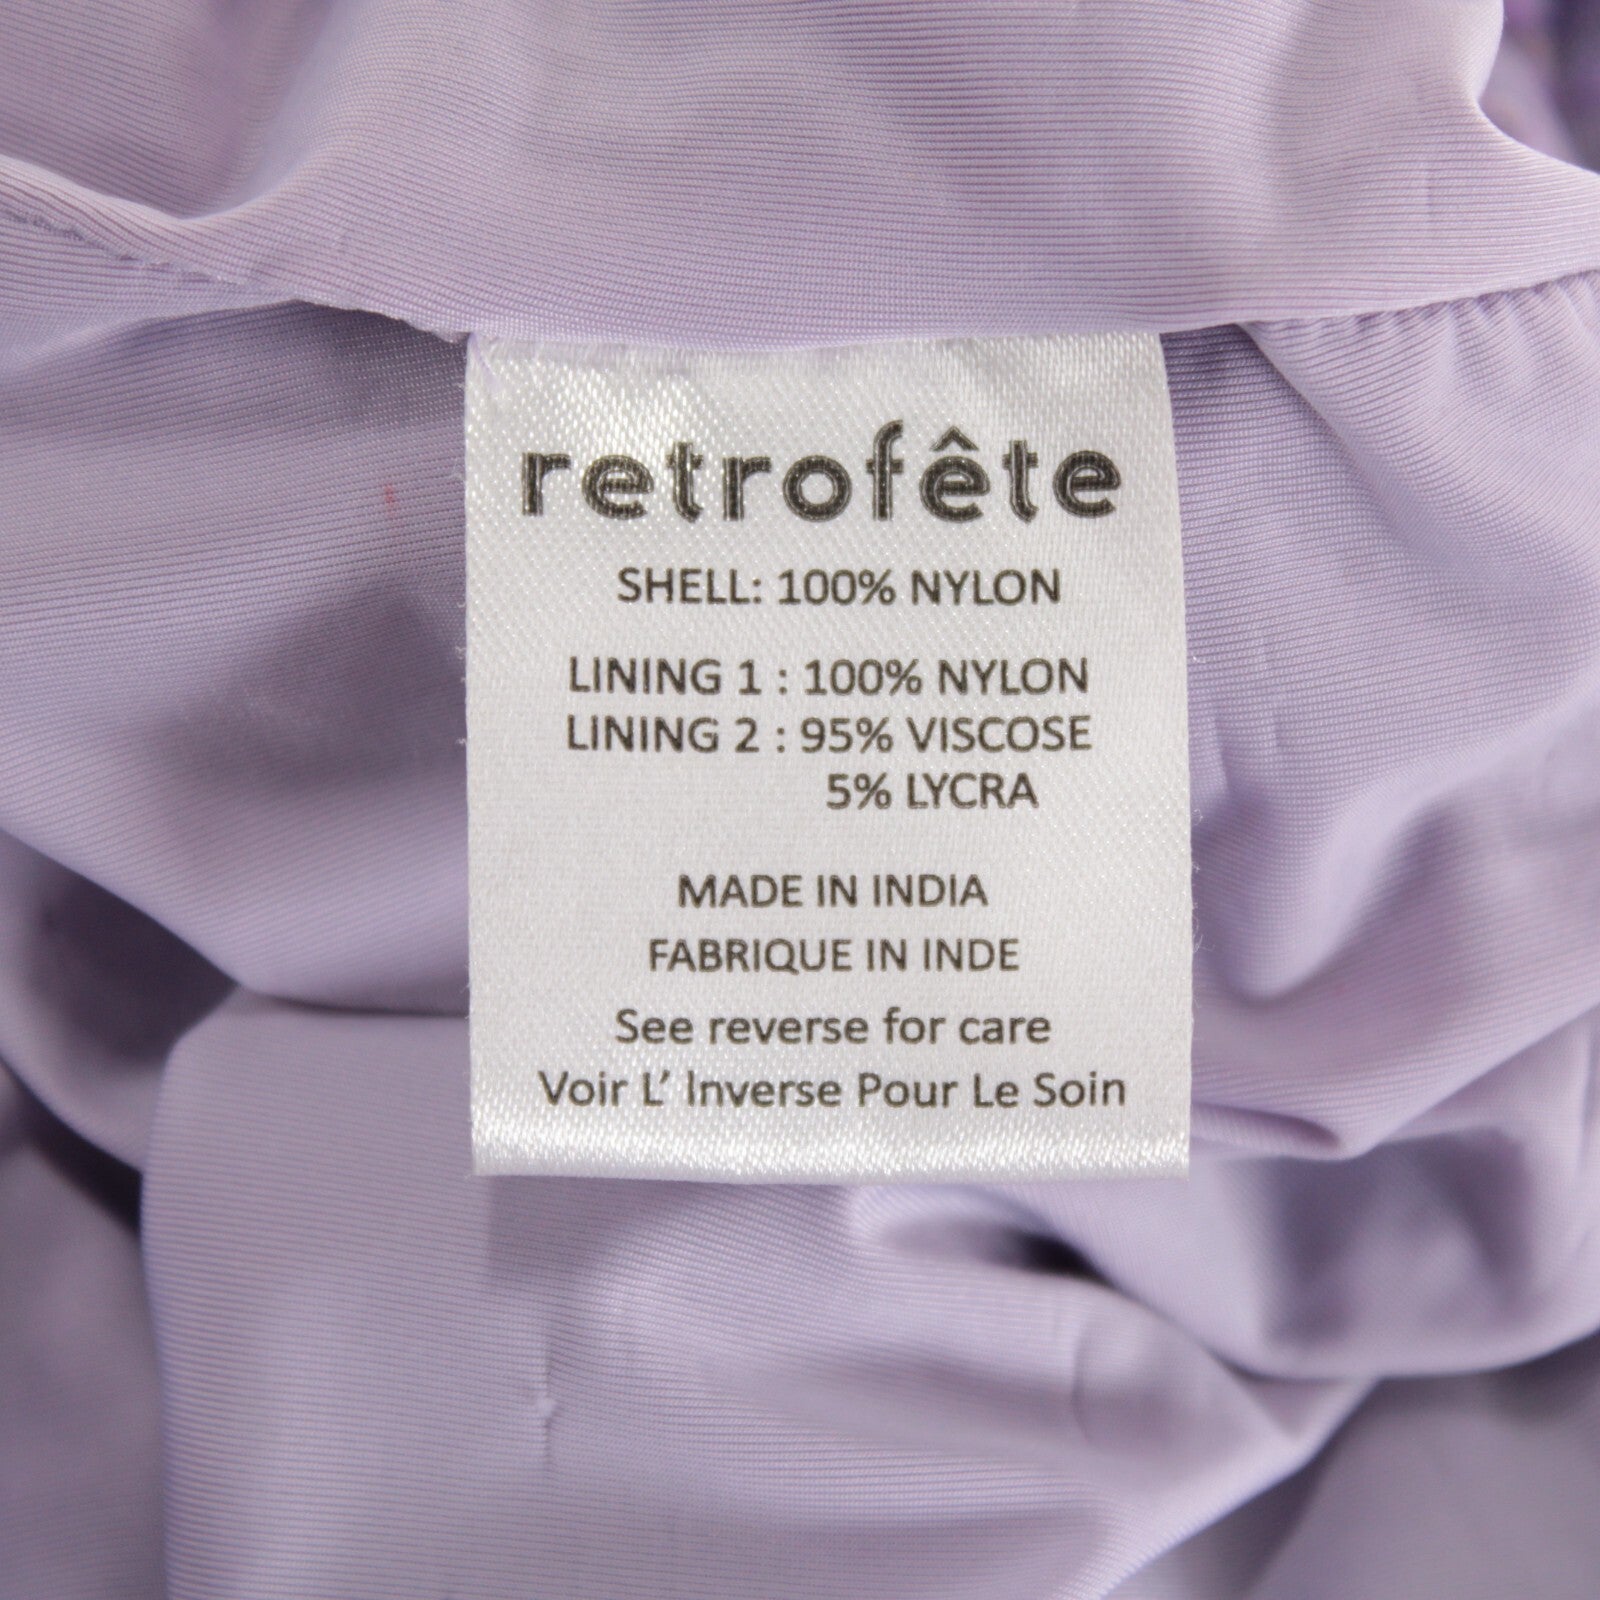 retrofête
SHELL: 100% NYLON
LINING 1 : 100% NYLON
LINING 2 : 95% VISCOSE
5% LYCRA
MADE IN INDIA
FABRIQUE IN INDE
See reverse for care
Voir L' Inverse Pour Le Soin